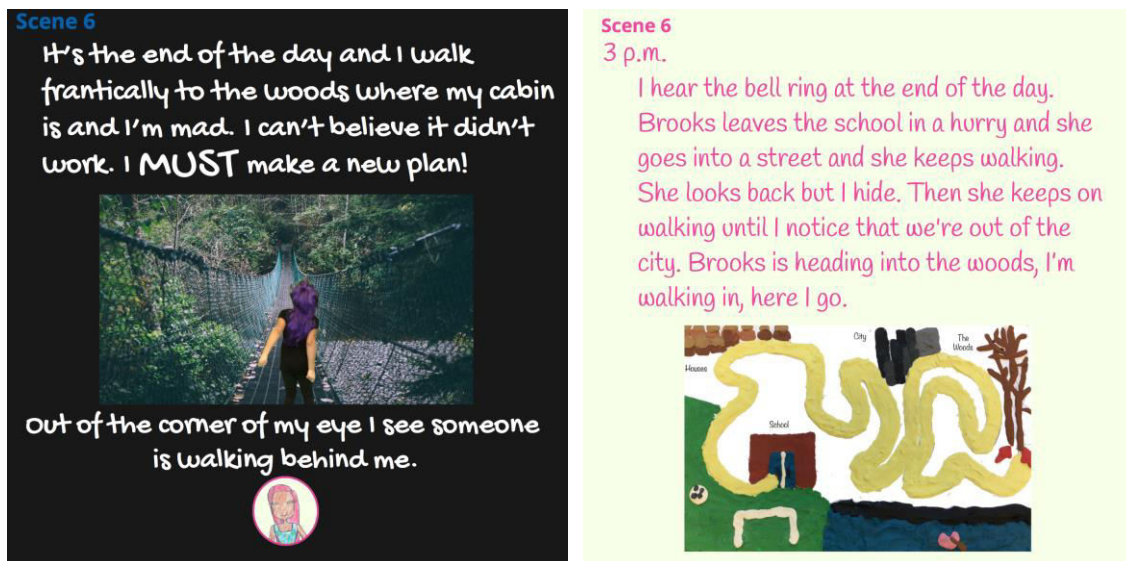 Scene 6
It's the end of the day and I walk
frantically to the woods where my cabin
is and I'm mad. I can't believe it didn't
work. I MUST make a new plan!
Out of the corner of my eye I see someone
is walking behind me.
Scene 6
3 p.m.
I hear the bell ring at the end of the day.
Brooks leaves the school in a hurry and she
goes into a street and she keeps walking.
She looks back but I hide. Then she keeps on
walking until I notice that we're out of the
city. Brooks is heading into the woods, I'm
walking in, here I go.
City
The
Woods
Houses
School